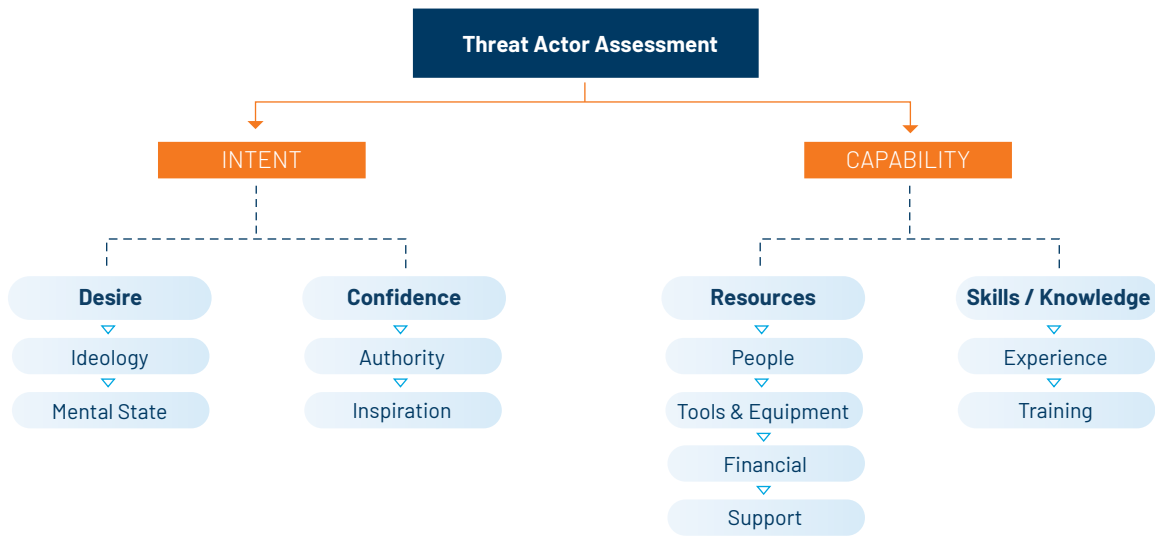 Threat Actor Assessment
INTENT
CAPABILITY
Desire
Ideology
Mental State
Confidence
Authority
Inspiration
Resources
People
Tools & Equipment
Financial
Support
Skills / Knowledge
Experience
Training